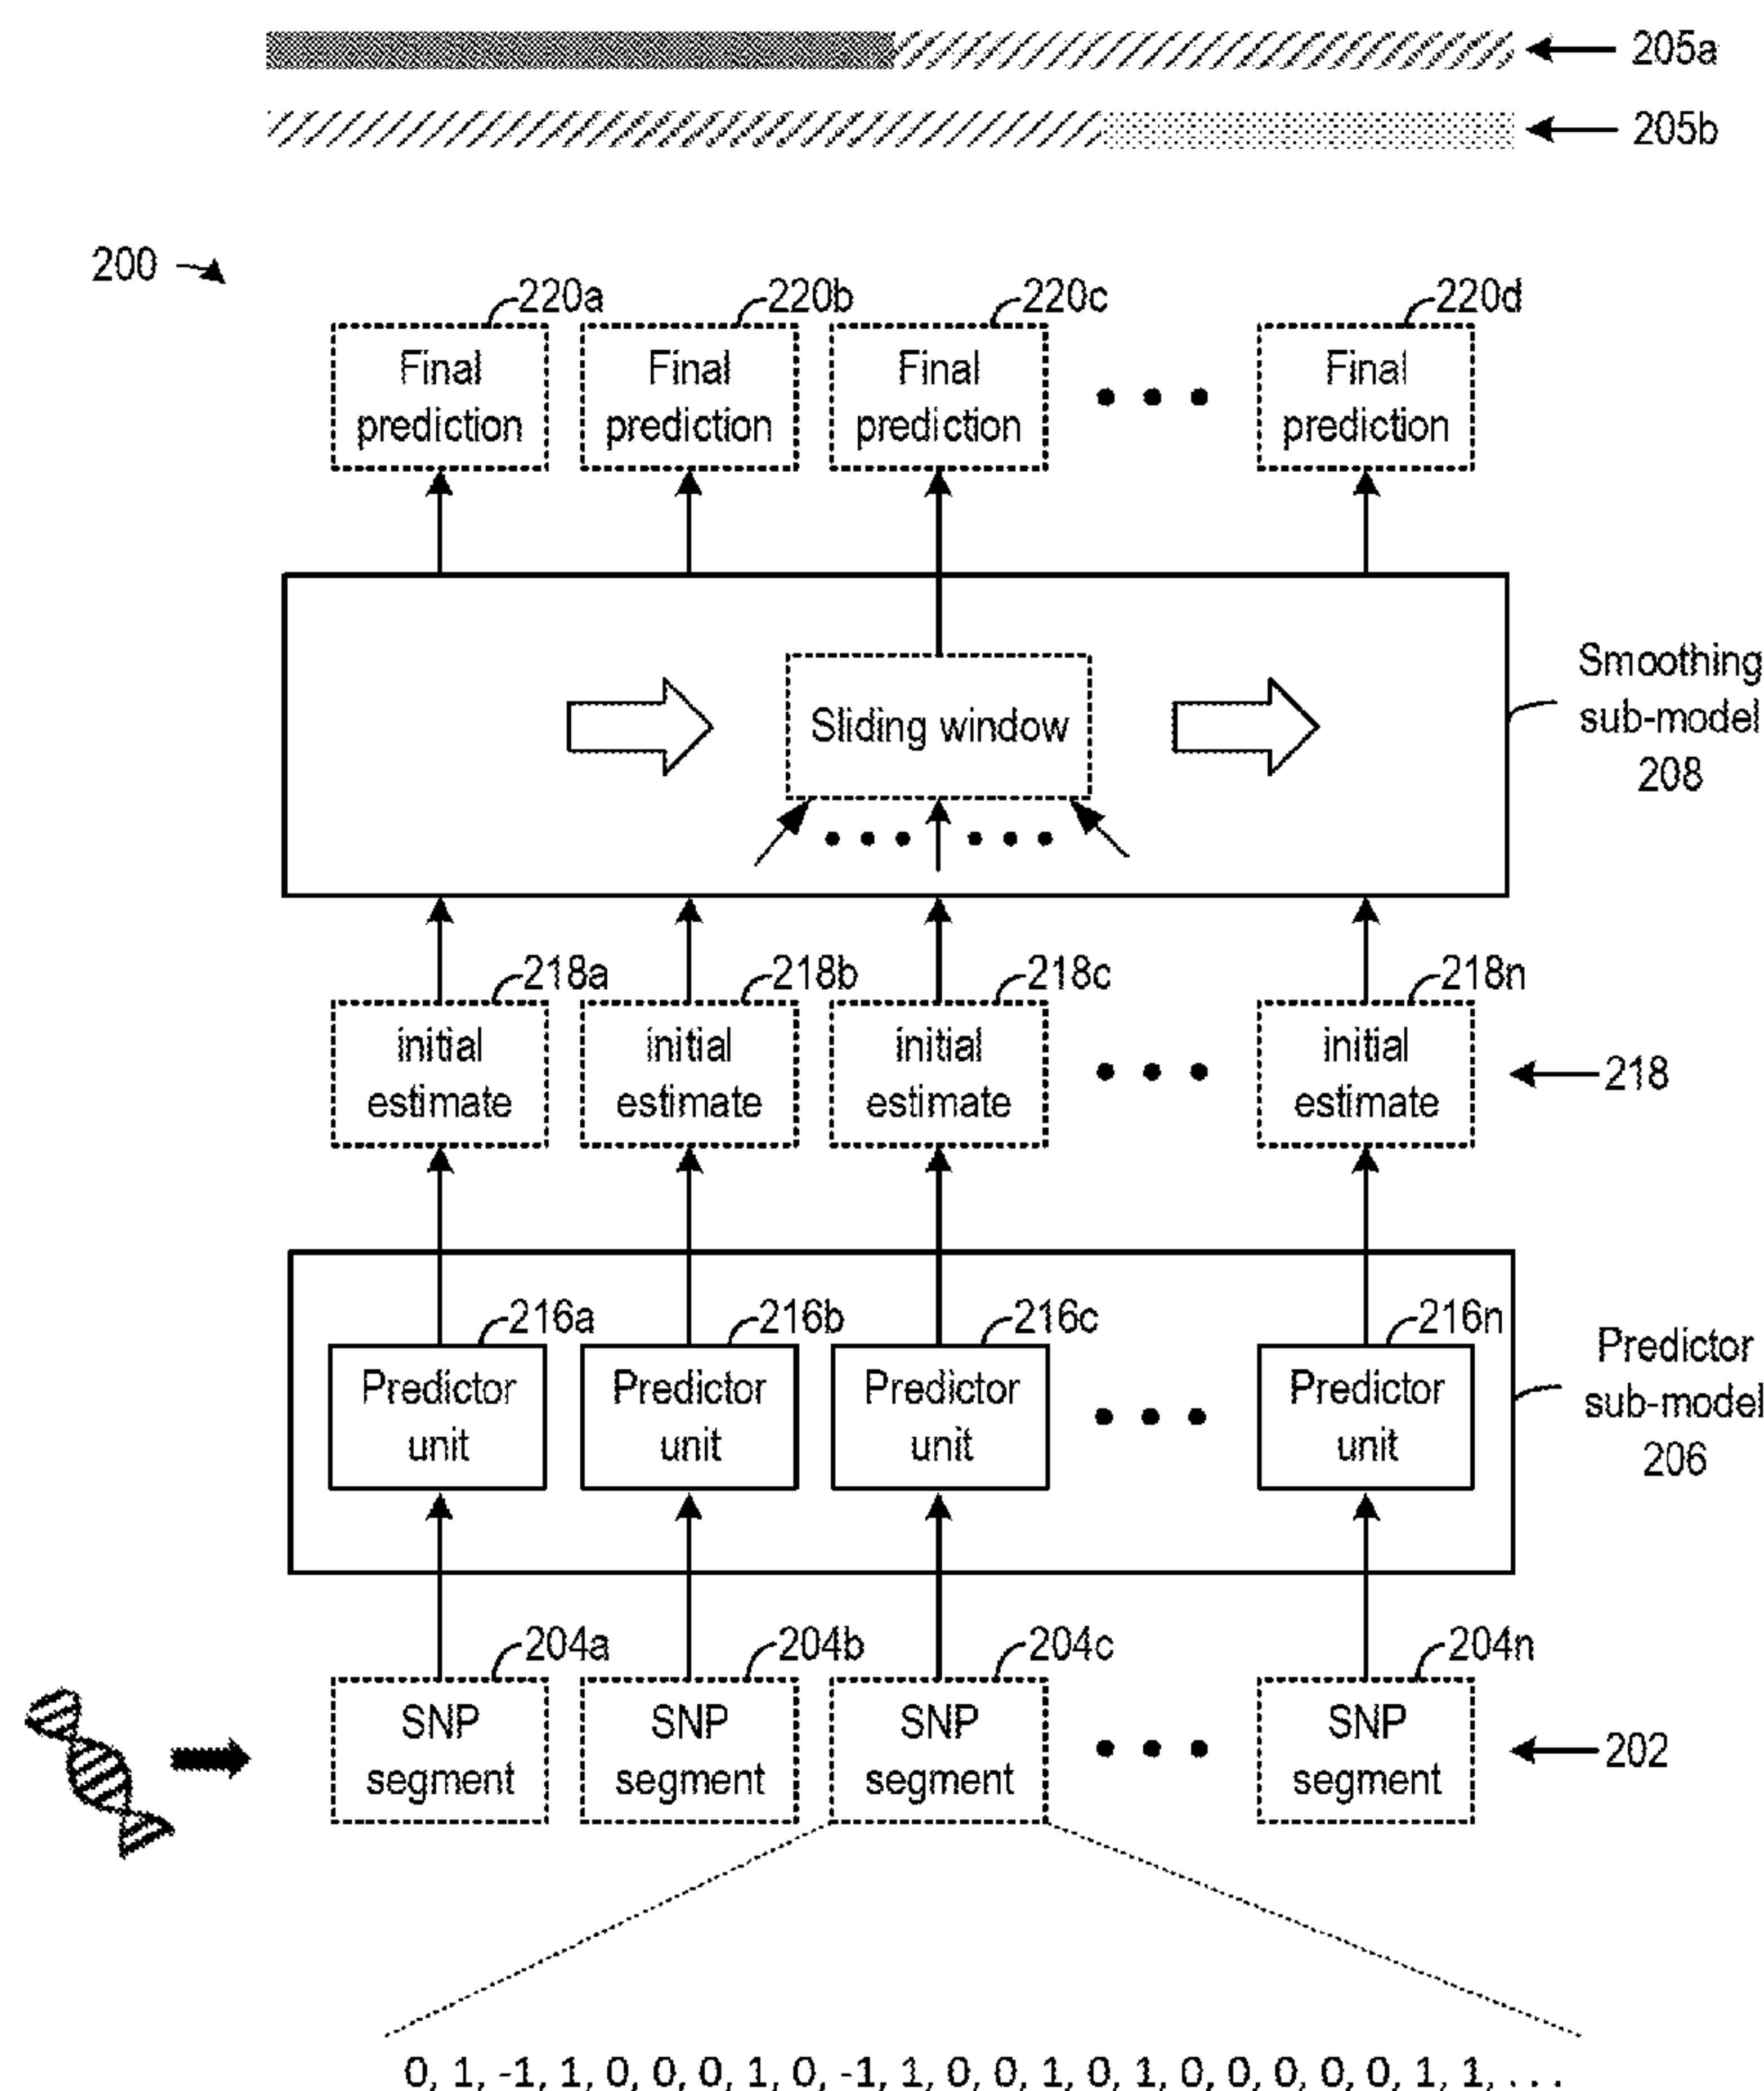 205a
205b
200
220a 220b 220c 220d
Final Final Final Final
prediction prediction prediction prediction
Smoothing
sub-model
208
Sliding window
218a 218b 218c 218n
initial initial initial initial
estimate estimate estimate estimate
218
216a 216b 216c 216n
Predictor Predictor Predictor Predictor
unit unit unit unit
Predictor
sub-model
206
204a 204b 204c 204n
SNP SNP SNP SNP
segment segment segment segment
202
0, 1, -1, 1, 0, 0, 0, 1, 0, -1, 1, 0, 0, 1, 0, 1, 0, 0, 0, 0, 0, 1, 1, . . .